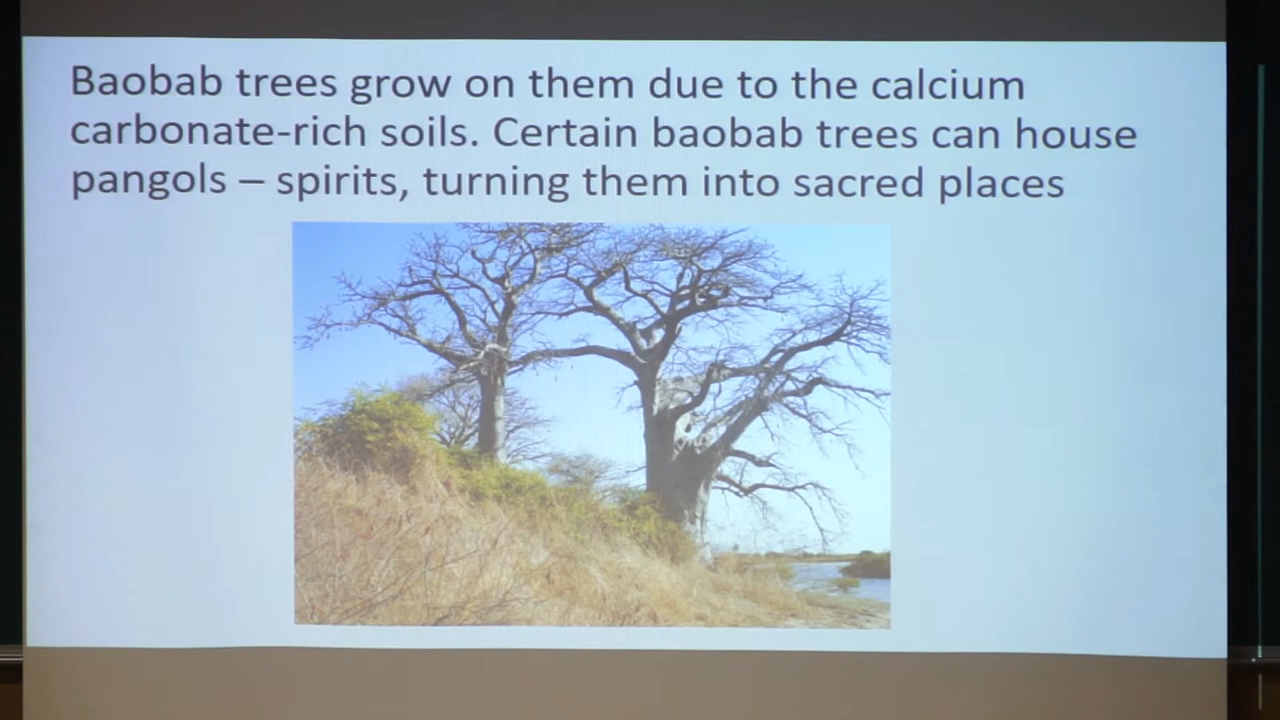 Baobab trees grow on them due to the calcium
carbonate-rich soils. Certain baobab trees can house
pangols – spirits, turning them into sacred places